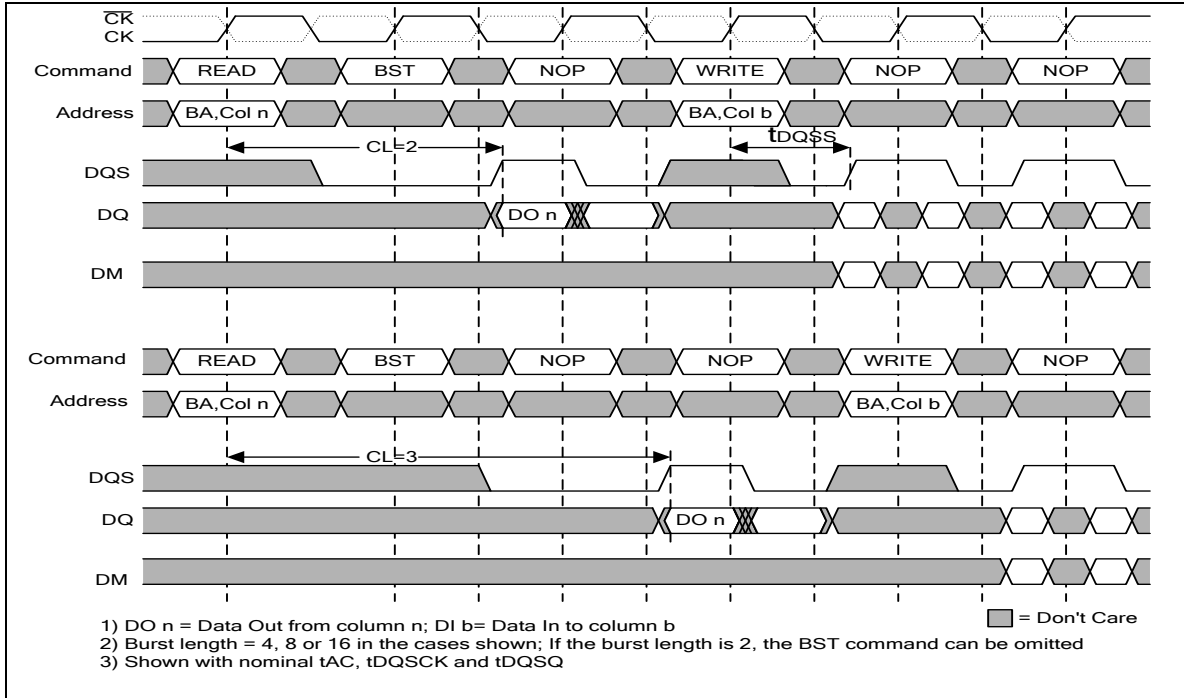 CK
CK
Command READ BST NOP WRITE NOP NOP
Address BA,Col n BA,Col b
CL=2 tDQSS
DQS
DQ DO n
DM
Command READ BST NOP NOP WRITE NOP
Address BA,Col n BA,Col b
CL=3
DQS
DQ DO n
DM
1) DO n = Data Out from column n; DI b= Data In to column b
= Don't Care
2) Burst length = 4, 8 or 16 in the cases shown; If the burst length is 2, the BST command can be omitted
3) Shown with nominal tAC, tDQSCK and tDQSQ